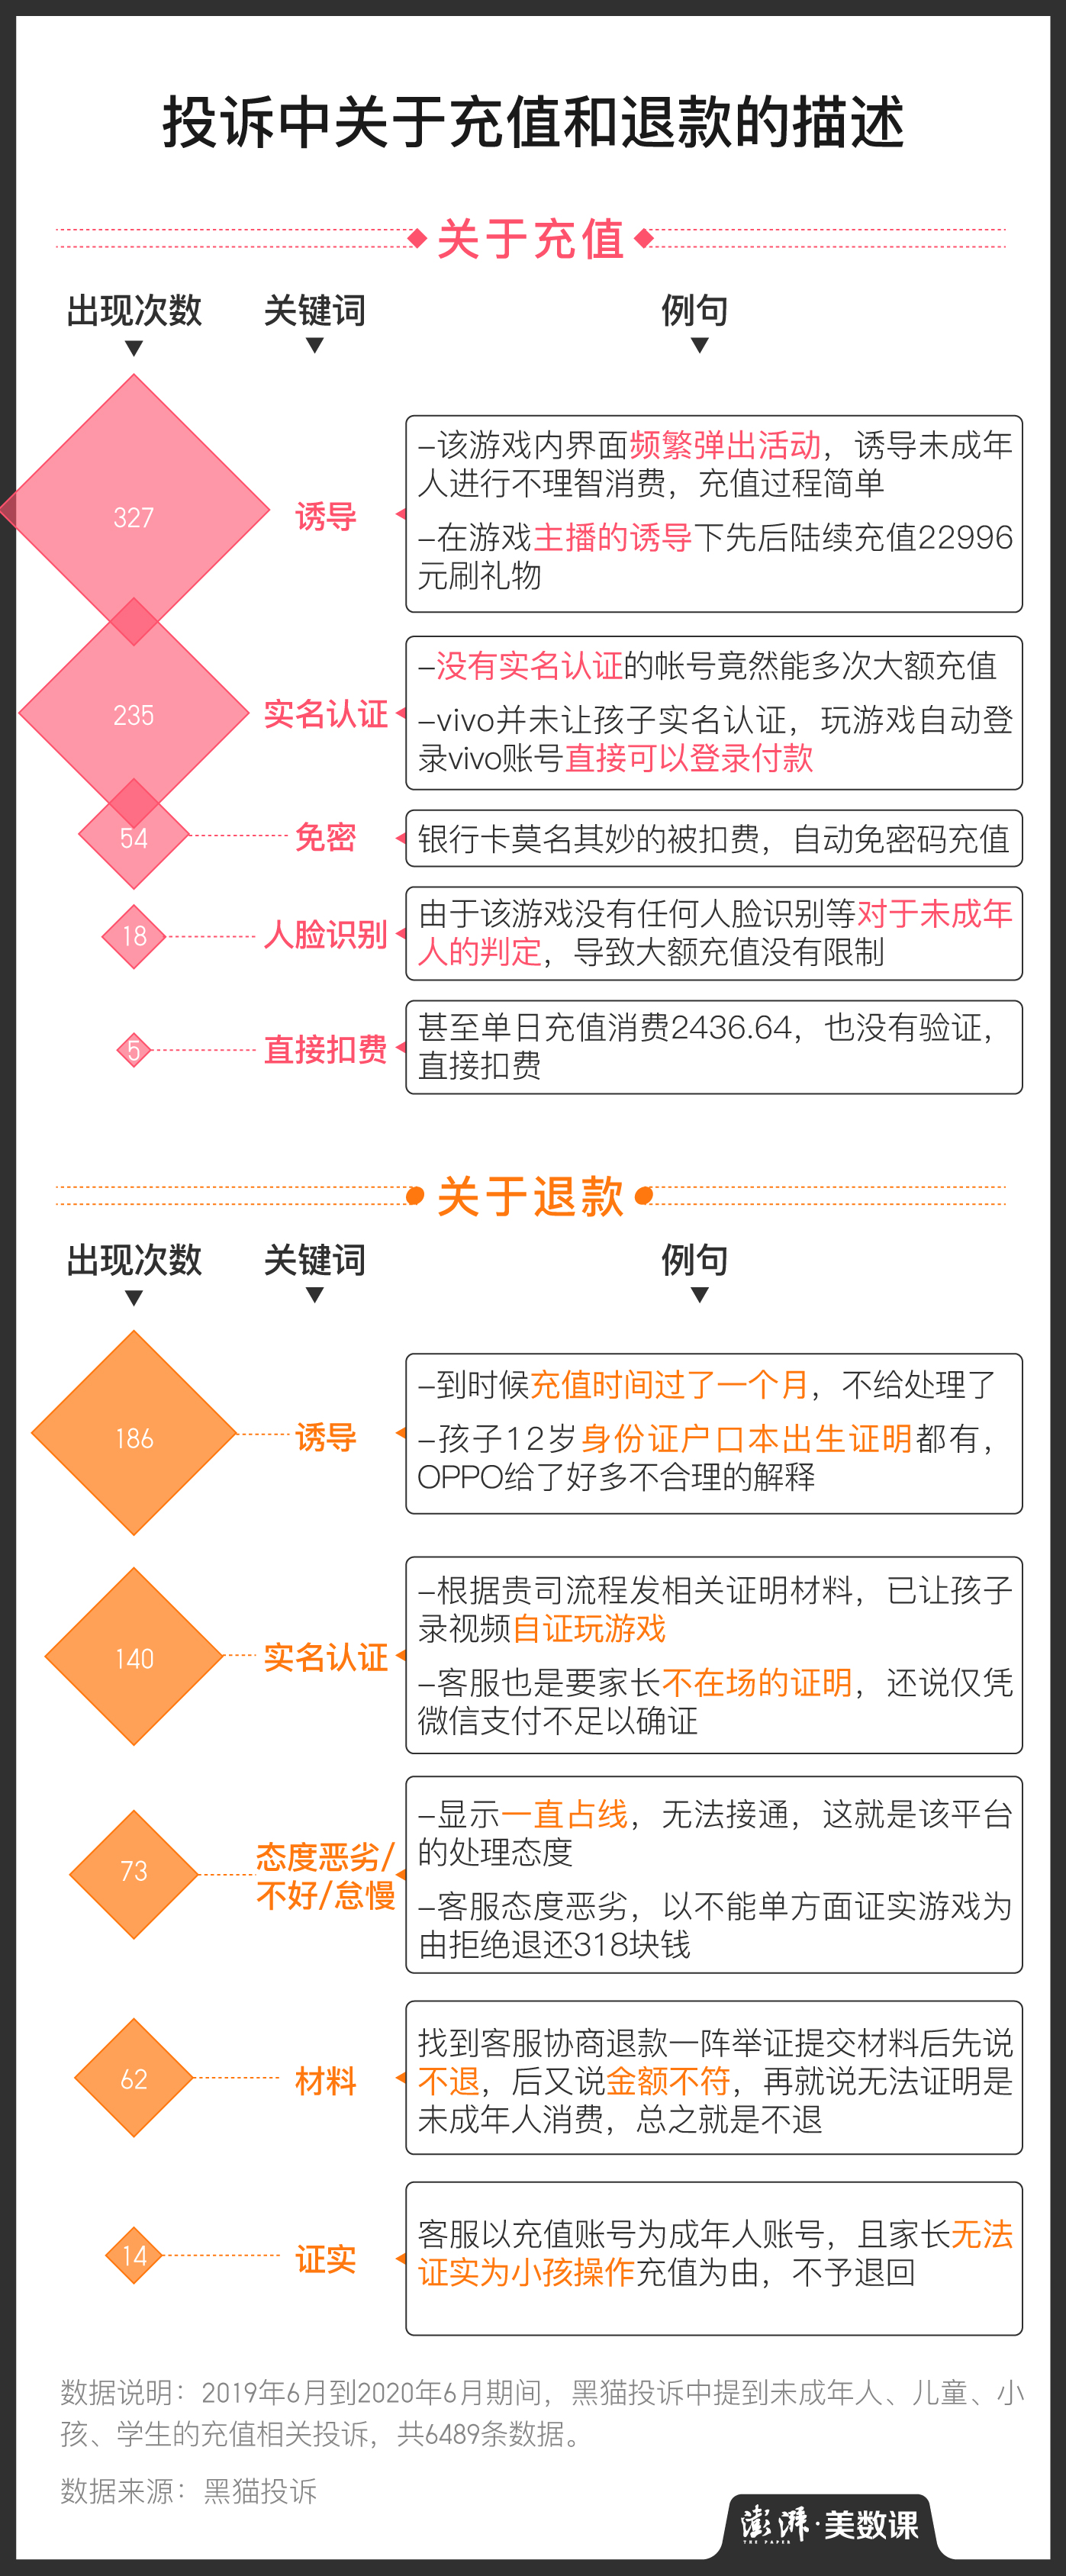 投诉中关于充值和退款的描述
关于充值
出现次数 关键词 例句
327
诱导
–该游戏内界面频繁弹出活动，诱导未成年
人进行不理智消费，充值过程简单
–在游戏主播的诱导下先后陆续充值22996
元刷礼物
235
实名认证
–没有实名认证的帐号竟然能多次大额充值
–vivo并未让孩子实名认证，玩游戏自动登
录vivo账号直接可以登录付款
54
免密
银行卡莫名其妙的被扣费，自动免密码充值
18
人脸识别
由于该游戏没有任何人脸识别等对于未成年
人的判定，导致大额充值没有限制
5
直接扣费
甚至单日充值消费2436.64，也没有验证，
直接扣费
关于退款
出现次数 关键词 例句
186
诱导
–到时候充值时间过了一个月，不给处理了
–孩子12岁身份证户口本出生证明都有，
OPPO给了好多不合理的解释
140
实名认证
–根据贵司流程发相关证明材料，已让孩子
录视频自证玩游戏
–客服也是要家长不在场的证明，还说仅凭
微信支付不足以确证
73
态度恶劣/
不好/怠慢
–显示一直占线，无法接通，这就是该平台
的处理态度
–客服态度恶劣，以不能单方面证实游戏为
由拒绝退还318块钱
62
材料
找到客服协商退款一阵举证提交材料后先说
不退，后又说金额不符，再就说无法证明是
未成年人消费，总之就是不退
14
证实
客服以充值账号为成年人账号，且家长无法
证实为小孩操作充值为由，不予退回
数据说明：2019年6月到2020年6月期间，黑猫投诉中提到未成年人、儿童、小
孩、学生的充值相关投诉，共6489条数据。
数据来源：黑猫投诉
澎湃·美数课
THE PAPER